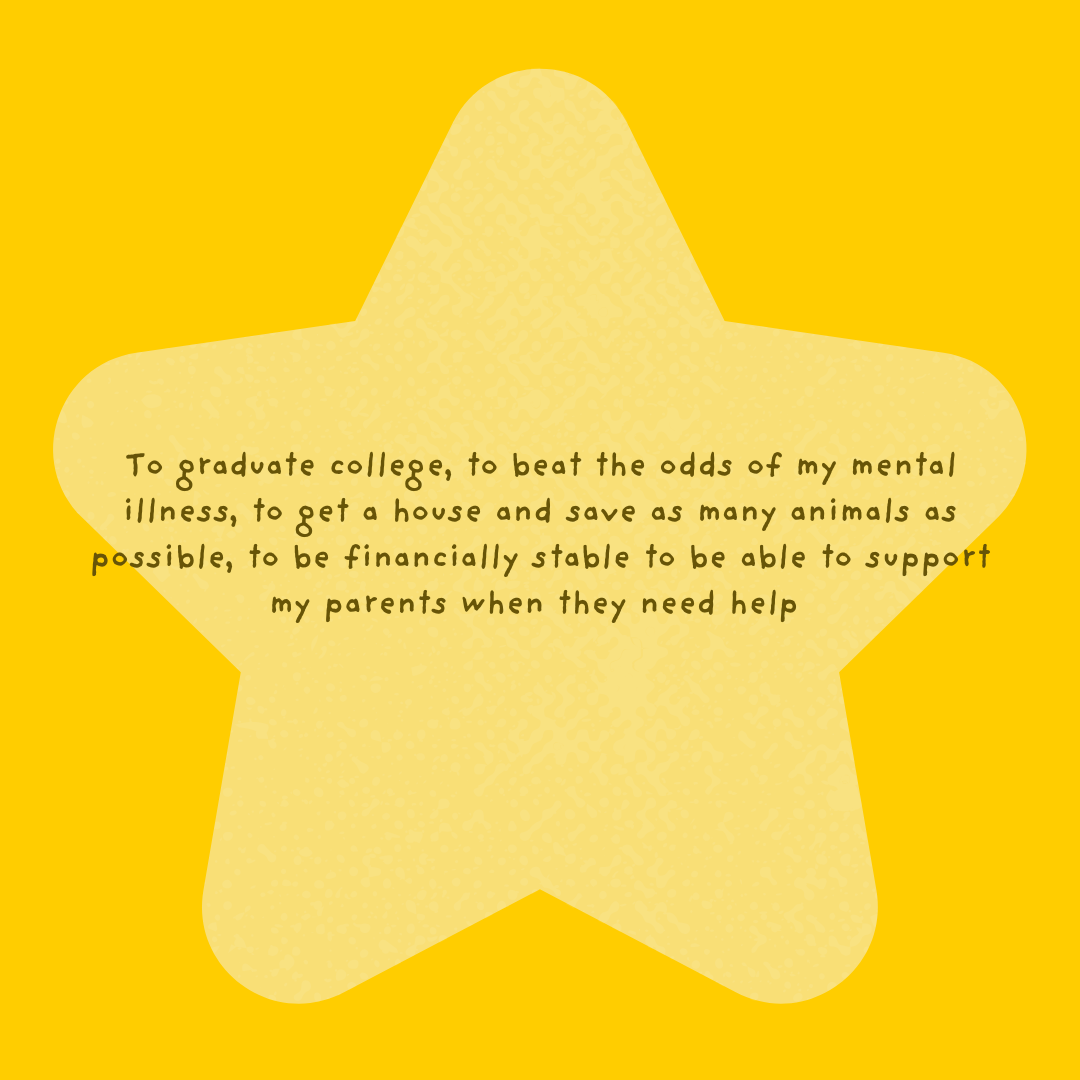 To graduate college, to beat the odds of my mental
illness, to get a house and save as many animals as
possible, to be financially stable to be able to support
my parents when they need help